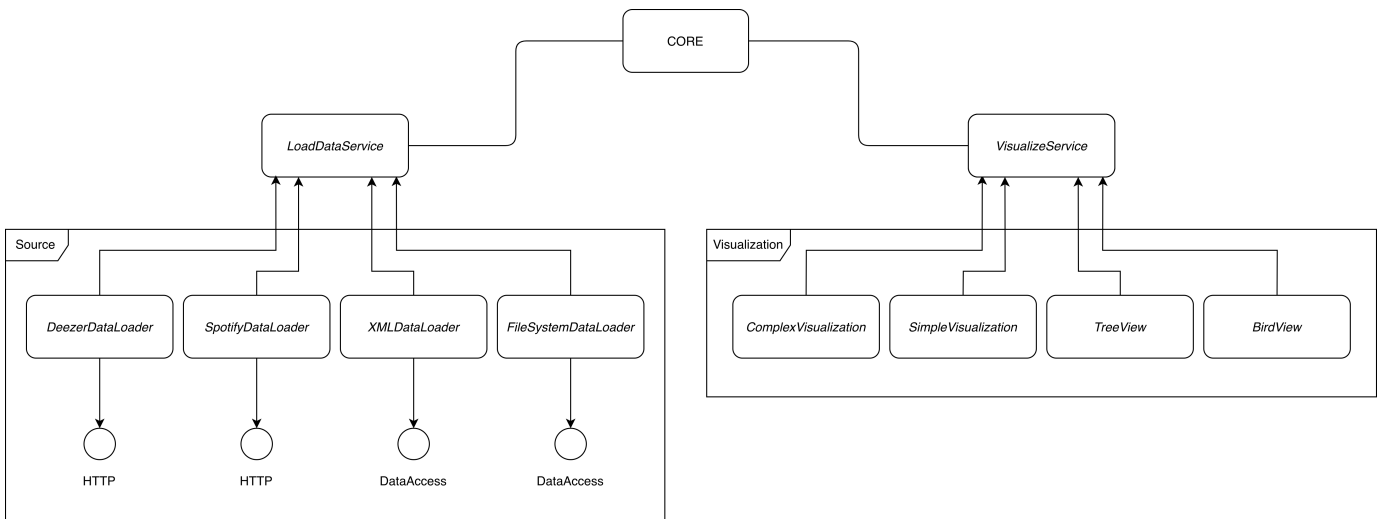 CORE
LoadDataService
VisualizeService
Source
Visualization
DeezerDataLoader
SpotifyDataLoader
XMLDataLoader
FileSystemDataLoader
ComplexVisualization
SimpleVisualization
TreeView
BirdView
HTTP
HTTP
DataAccess
DataAccess